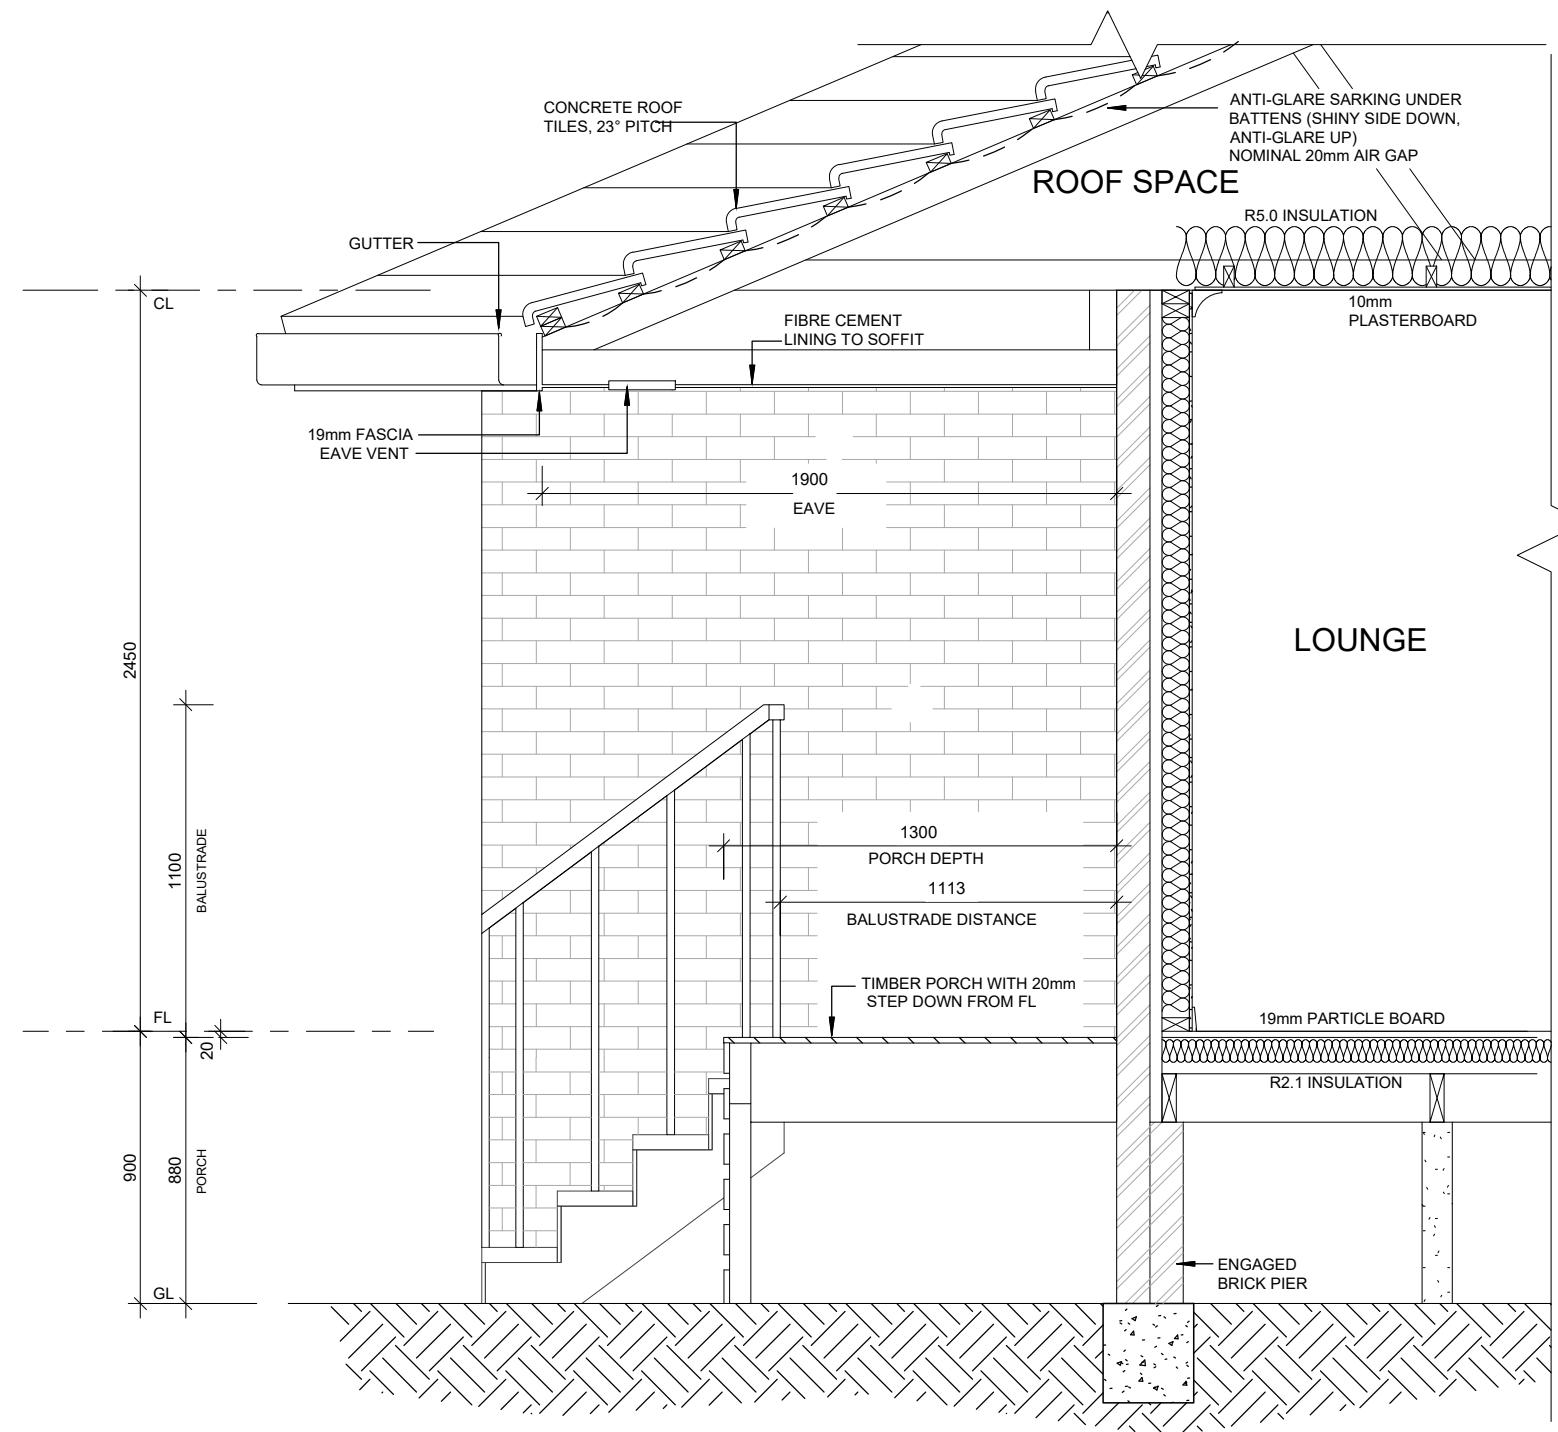 CONCRETE ROOF
TILES, 23° PITCH
ANTI-GLARE SARKING UNDER
BATTENS (SHINY SIDE DOWN,
ANTI-GLARE UP)
NOMINAL 20mm AIR GAP
ROOF SPACE
R5.0 INSULATION
GUTTER
CL
10mm
PLASTERBOARD
FIBRE CEMENT
LINING TO SOFFIT
19mm FASCIA
EAVE VENT
1900
EAVE
2450
LOUNGE
1100
BALUSTRADE
1300
PORCH DEPTH
1113
BALUSTRADE DISTANCE
TIMBER PORCH WITH 20mm
STEP DOWN FROM FL
FL
20
19mm PARTICLE BOARD
R2.1 INSULATION
900
880
PORCH
ENGAGED
BRICK PIER
GL